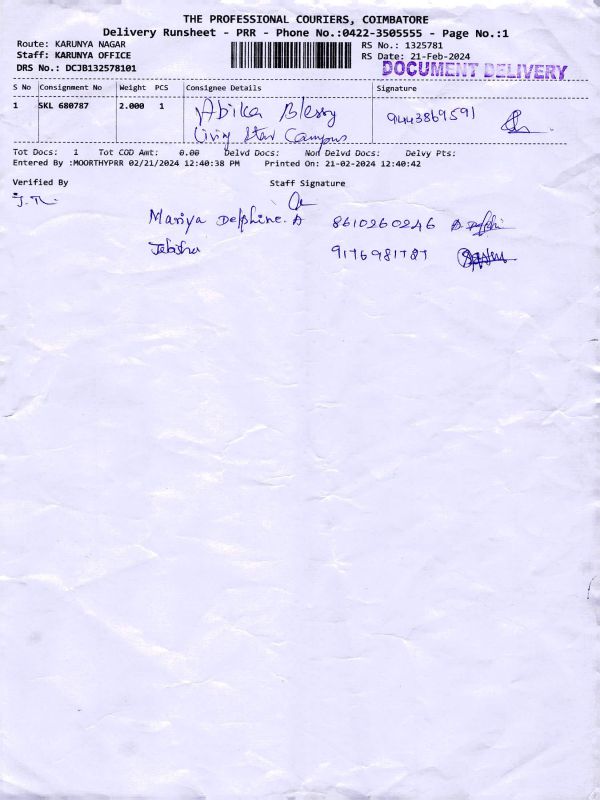 THE PROFESSIONAL COURIERS, COIMBATORE
Delivery Runsheet - PRR - Phone No.:0422-3505555 - Page No.:1
Route: KARUNYA NAGAR
RS No.: 1325781
Staff: KARUNYA OFFICE
RS Date: 21-Feb-2024
DRS No.: DCJB132578101
DOCUMENT DELIVERY
S No Consignment No Weight PCS Consignee Details Signature
1 SKL 680787 2.000 1 Abika Blessy 9443869591
Living Star Campus
Tot Docs: 1 Tot COD Amt: 0.00 Delvd Docs: Non Delvd Docs: Delvy Pts:
Entered By :MOORTHYPRR 02/21/2024 12:40:38 PM Printed On: 21-02-2024 12:40:42
Verified By Staff Signature
Mariya Delphine. A 8610260246
Jebisha 9176981787